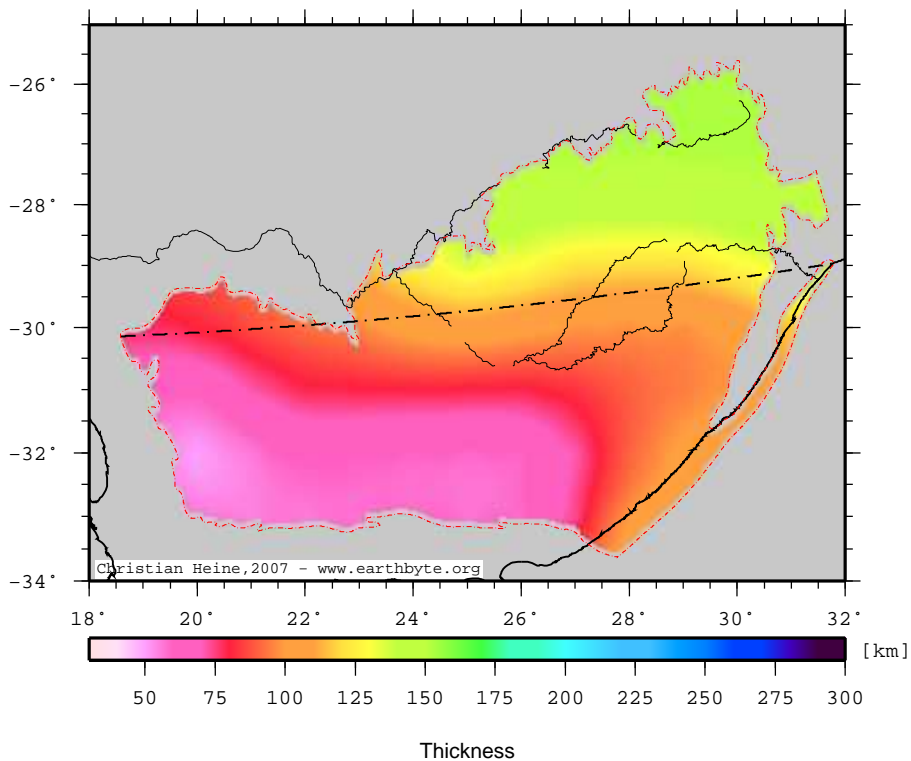 −26˚
−28˚
−30˚
−32˚
−34˚
Christian Heine,2007 − www.earthbyte.org
18˚ 20˚ 22˚ 24˚ 26˚ 28˚ 30˚ 32˚
[km]
50 75 100 125 150 175 200 225 250 275 300
Thickness